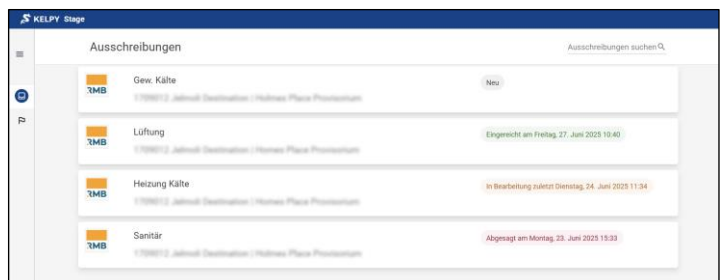 KELPY Stage
Ausschreibungen
Ausschreibungen suchen
RMB
Gew. Kälte
Neu
RMB
Lüftung
Eingereicht am Freitag, 27. Juni 2025 10:40
RMB
Heizung Kälte
In Bearbeitung zuletzt Dienstag, 24. Juni 2025 11:34
RMB
Sanitär
Abgesagt am Montag, 23. Juni 2025 15:33